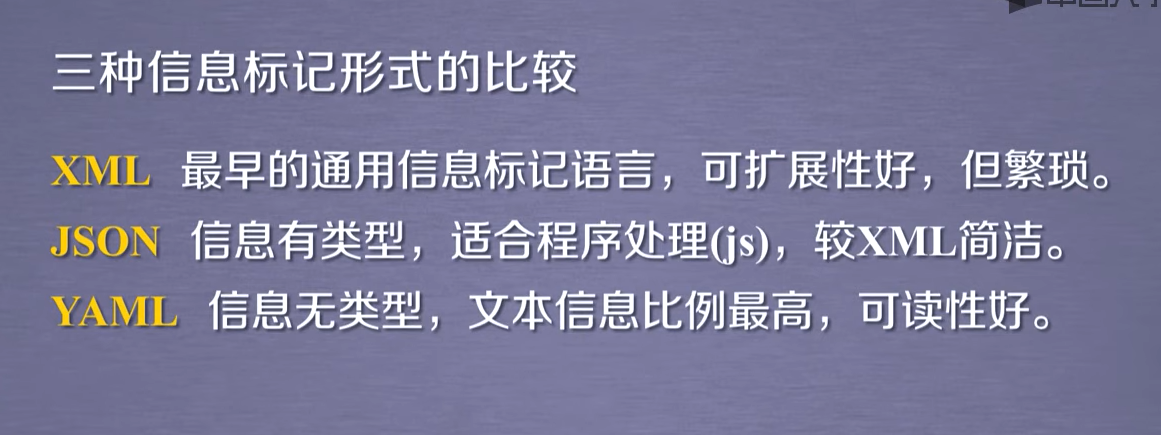 三种信息标记形式的比较
XML 最早的通用信息标记语言，可扩展性好，但繁琐。
JSON 信息有类型，适合程序处理(js)，较XML简洁。
YAML 信息无类型，文本信息比例最高，可读性好。